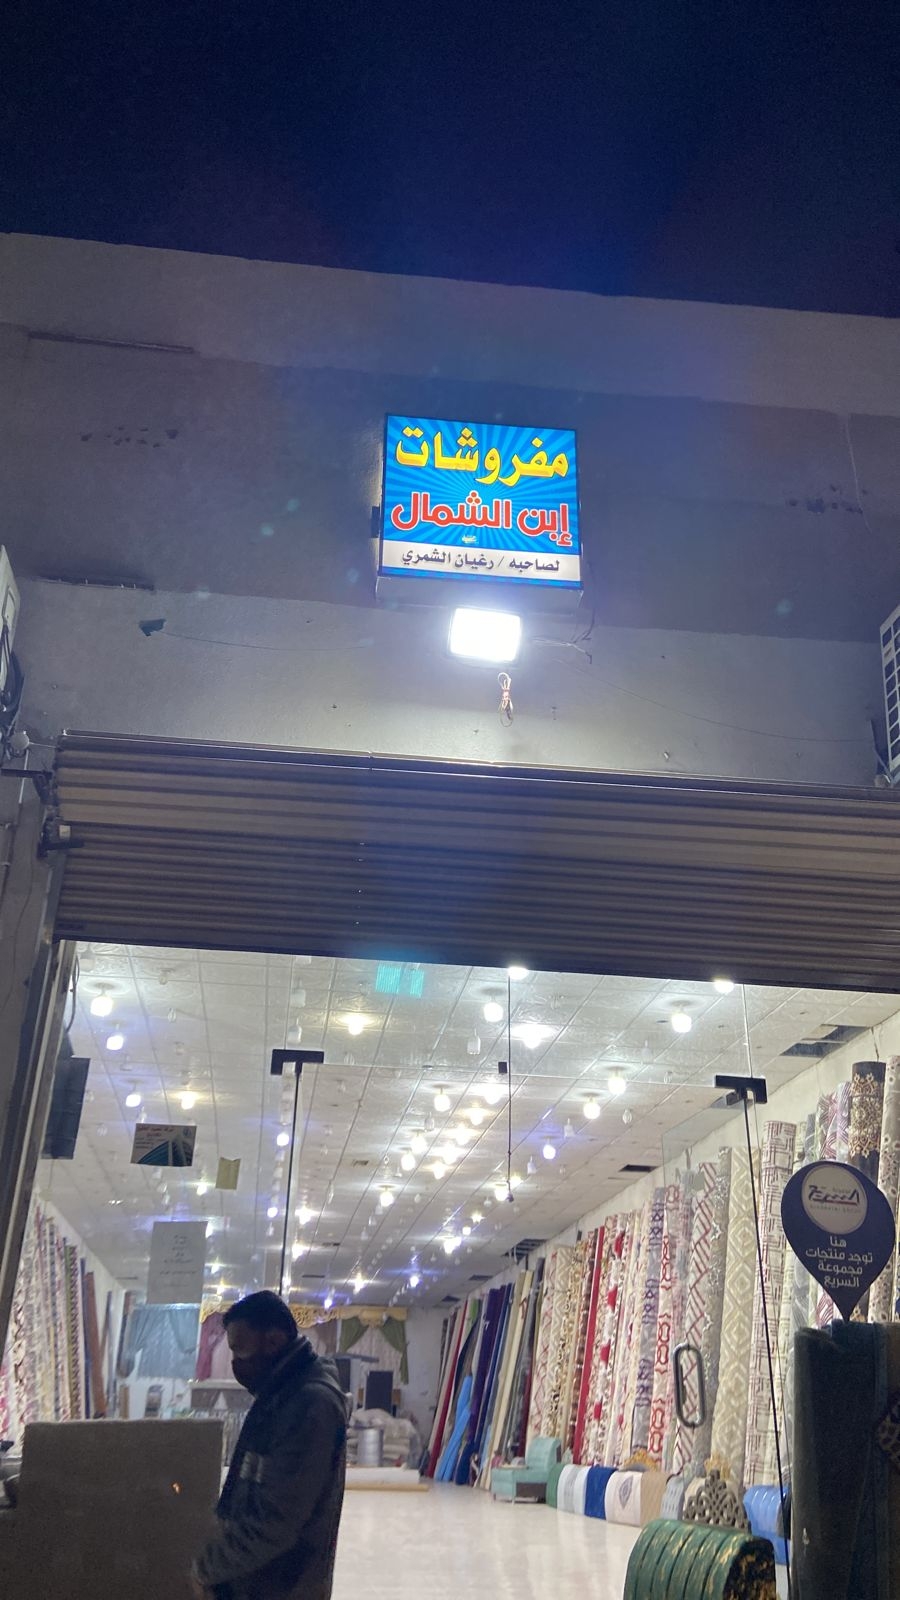 مفروشات
إبن الشمال
لصاحبه / رغيان الشمري
هنا
توجد منتجات
مجموعة
السريع